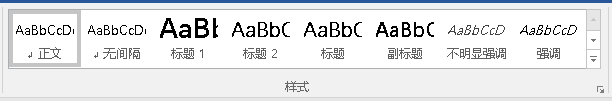 AaBbCcDı AaBbCcDı AaBb AaBbC AaBbC AaBbC AaBbCcD AaBbCcD
↲ 正文 ↲ 无间隔 标题 1 标题 2 标题 副标题 不明显强调 强调
样式